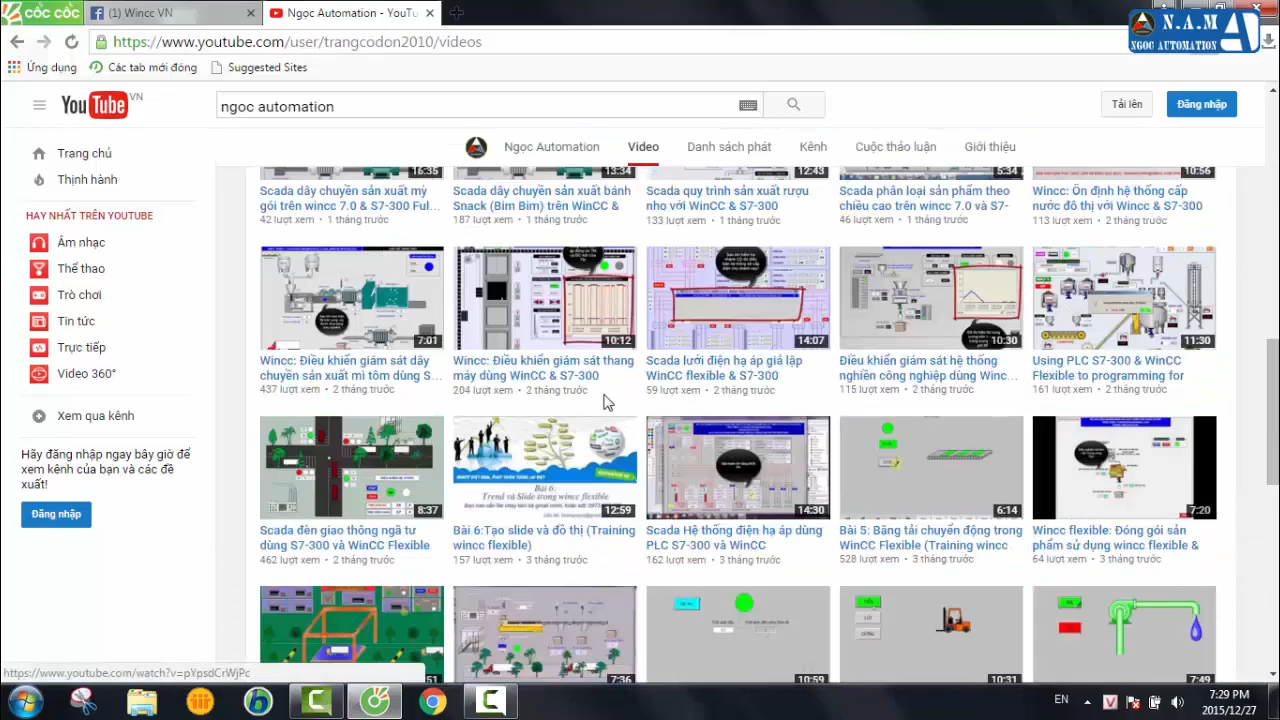 CỐC CỐC
(1) Wincc VN
Ngọc Automation - YouTu
N.A.M
NGOC AUTOMATION
https://www.youtube.com/user/trangcodon2010/videos
Ứng dụng
Các tab mới đóng
Suggested Sites
YouTube VN
ngoc automation
Tải lên
Đăng nhập
Ngọc Automation
Video
Danh sách phát
Kênh
Cuộc thảo luận
Giới thiệu
Trang chủ
Thịnh hành
HAY NHẤT TRÊN YOUTUBE
Âm nhạc
Thể thao
Trò chơi
Tin tức
Trực tiếp
Video 360°
Xem qua kênh
Hãy đăng nhập ngay bây giờ để
xem kênh của bạn và các đề
xuất!
Đăng nhập
16:35
13:34
12:43
5:34
10:56
Scada dây chuyền sản xuất mỳ
gói trên wincc 7.0 & S7-300 Ful...
42 lượt xem • 1 tháng trước
Scada dây chuyền sản xuất bánh
Snack (Bim Bim) trên WinCC &
187 lượt xem • 1 tháng trước
Scada quy trình sản xuất rượu
nho với WinCC & S7-300
133 lượt xem • 1 tháng trước
Scada phân loại sản phẩm theo
chiều cao trên wincc 7.0 và S7-
46 lượt xem • 1 tháng trước
Wincc: Ổn định hệ thống cấp
nước đô thị với Wincc & S7-300
113 lượt xem • 2 tháng trước
7:01
10:12
14:07
10:30
11:30
Wincc: Điều khiển giám sát dây
chuyền sản xuất mì tôm dùng S...
437 lượt xem • 2 tháng trước
Wincc: Điều khiển giám sát thang
máy dùng WinCC & S7-300
204 lượt xem • 2 tháng trước
Scada lưới điện hạ áp giả lập
WinCC flexible & S7-300
59 lượt xem • 2 tháng trước
Điều khiển giám sát hệ thống
nghiền công nghiệp dùng Winc...
115 lượt xem • 2 tháng trước
Using PLC S7-300 & WinCC
Flexible to programming for
161 lượt xem • 2 tháng trước
8:37
Bài 6:
Trend và Slide trong wincc flexible
12:59
14:30
6:14
7:20
Scada đèn giao thông ngã tư
dùng S7-300 và WinCC Flexible
462 lượt xem • 2 tháng trước
Bài 6:Tạo slide và đồ thị (Training
wincc flexible)
157 lượt xem • 3 tháng trước
Scada Hệ thống điện hạ áp dùng
PLC S7-300 và WinCC
162 lượt xem • 3 tháng trước
Bài 5: Băng tải chuyển động trong
WinCC Flexible (Training wincc
528 lượt xem • 3 tháng trước
Wincc flexible: Đóng gói sản
phẩm sử dụng wincc flexible &
64 lượt xem • 3 tháng trước
51
7:36
10:59
10:31
7:49
https://www.youtube.com/watch?v=pYpsdCrWjPc
EN
7:29 PM
2015/12/27